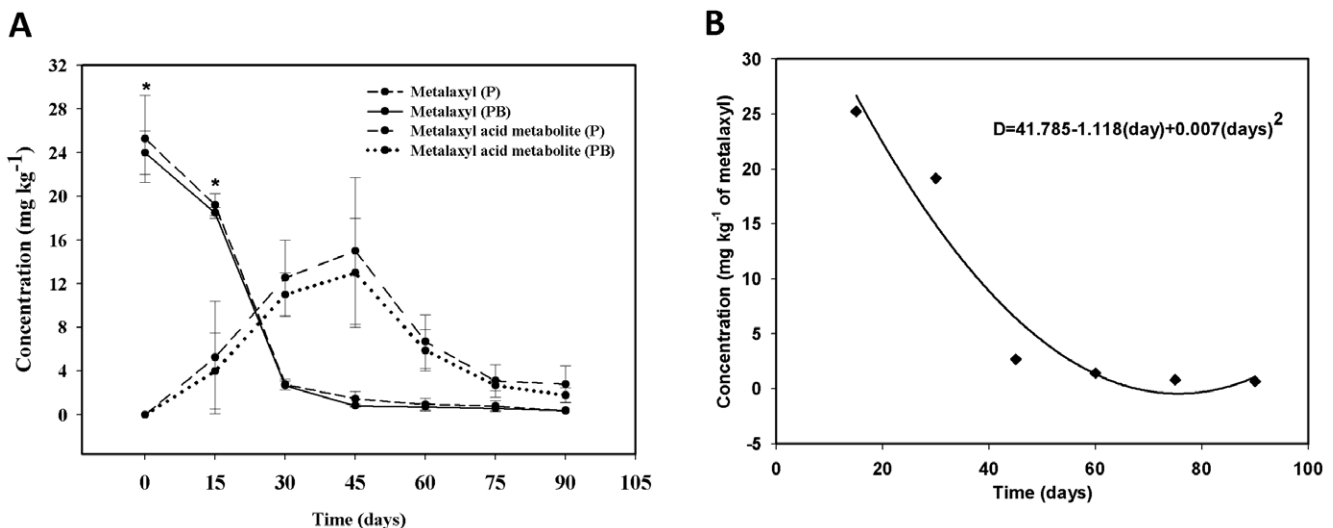 A
Concentration (mg kg⁻¹)
32
28
24
20
16
12
8
4
0
*
*
Metalaxyl (P)
Metalaxyl (PB)
Metalaxyl acid metabolite (P)
Metalaxyl acid metabolite (PB)
0 15 30 45 60 75 90 105
Time (days)
B
Concentration (mg kg⁻¹ of metalaxyl)
30
25
20
15
10
5
0
-5
D=41.785-1.118(day)+0.007(days)²
0 20 40 60 80 100
Time (days)